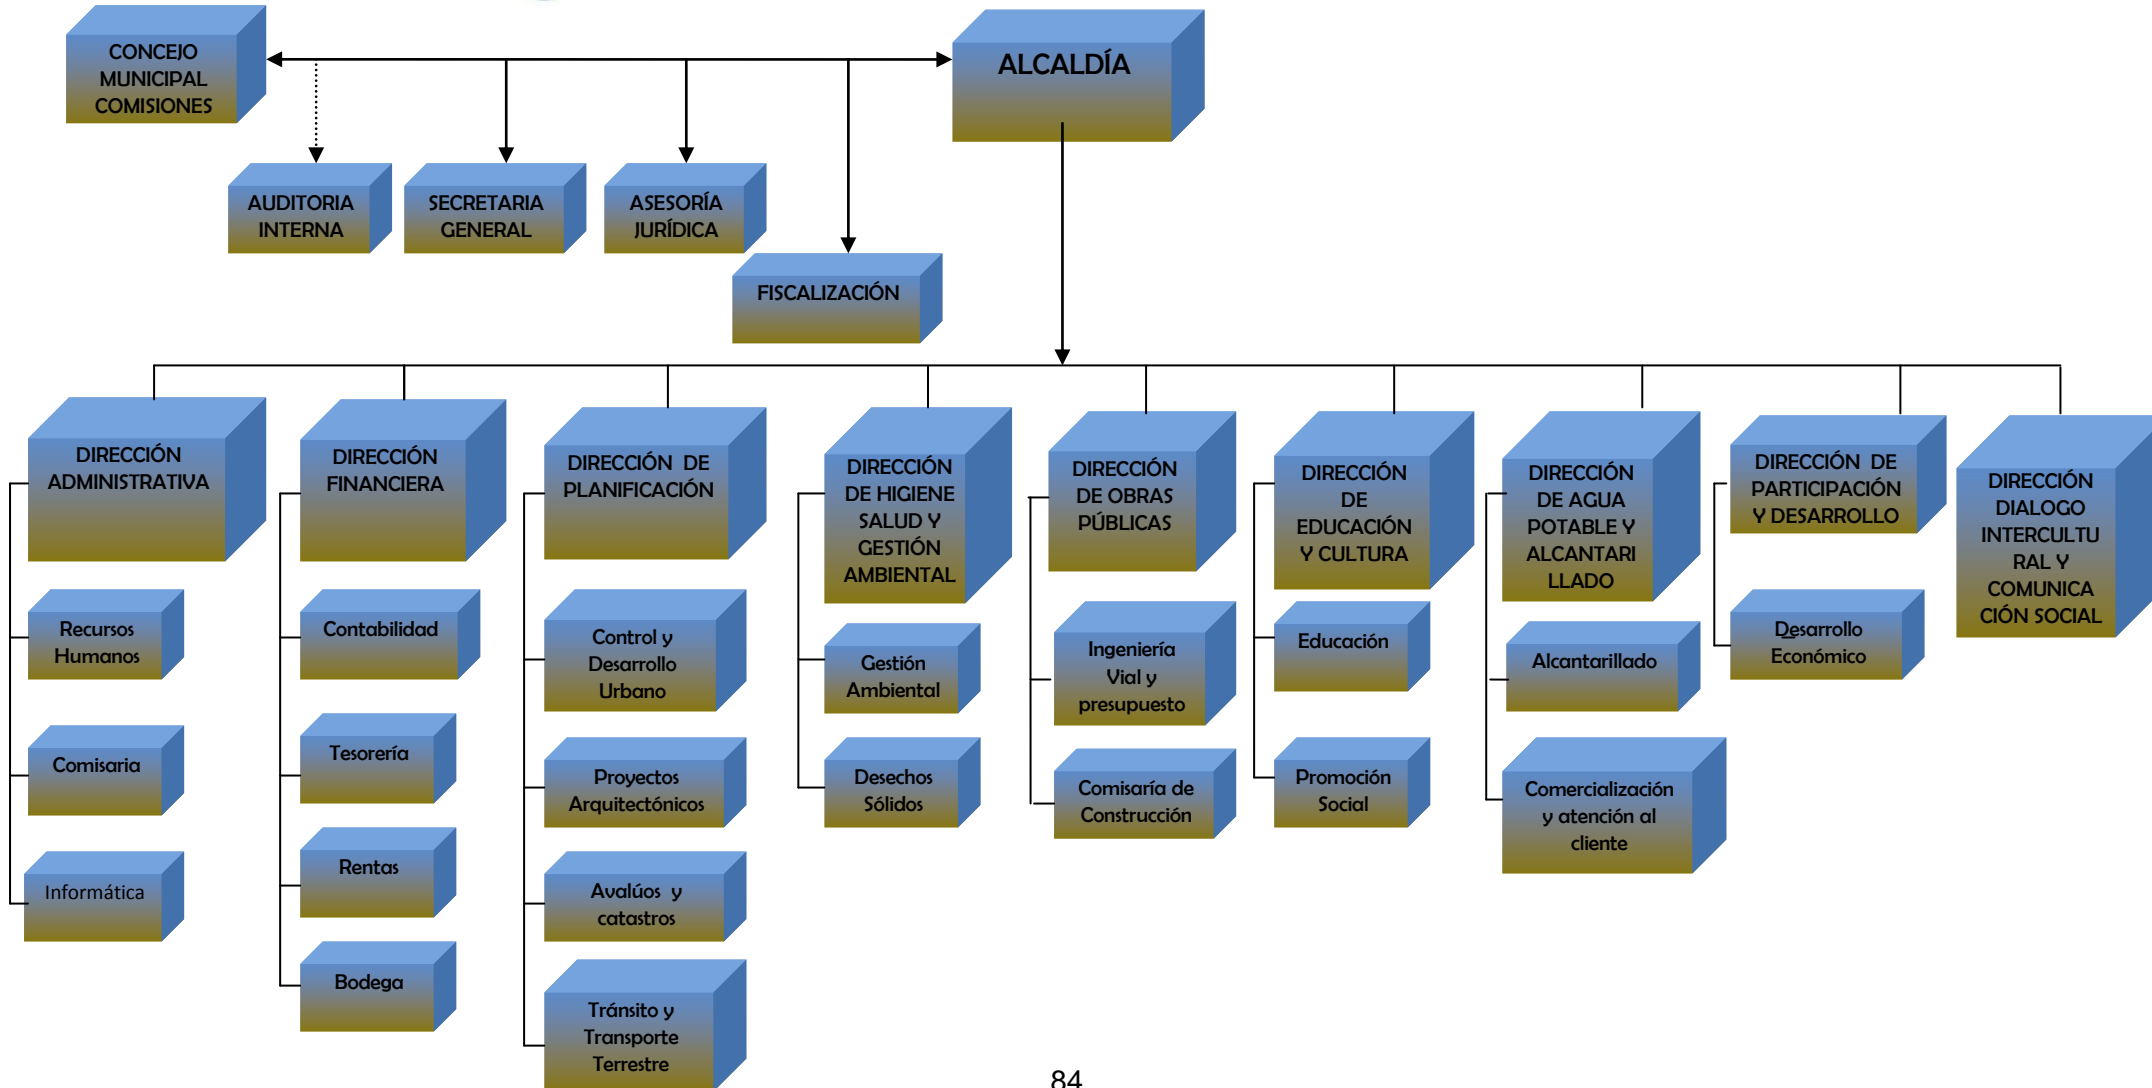 CONCEJO
MUNICIPAL
COMISIONES
ALCALDÍA
AUDITORIA
INTERNA
SECRETARIA
GENERAL
ASESORÍA
JURÍDICA
FISCALIZACIÓN
DIRECCIÓN
ADMINISTRATIVA
DIRECCIÓN
FINANCIERA
DIRECCIÓN DE
PLANIFICACIÓN
DIRECCIÓN
DE HIGIENE
SALUD Y
GESTIÓN
AMBIENTAL
DIRECCIÓN
DE OBRAS
PÚBLICAS
DIRECCIÓN
DE
EDUCACIÓN
Y CULTURA
DIRECCIÓN
DE AGUA
POTABLE Y
ALCANTARI
LLADO
DIRECCIÓN DE
PARTICIPACIÓN
Y DESARROLLO
DIRECCIÓN
DIALOGO
INTERCULTU
RAL Y
COMUNICA
CIÓN SOCIAL
Recursos
Humanos
Comisaria
Informática
Contabilidad
Tesorería
Rentas
Bodega
Control y
Desarrollo
Urbano
Proyectos
Arquitectónicos
Avalúos y
catastros
Tránsito y
Transporte
Terrestre
Gestión
Ambiental
Desechos
Sólidos
Ingeniería
Vial y
presupuesto
Comisaría de
Construcción
Educación
Promoción
Social
Alcantarillado
Comercialización
y atención al
cliente
Desarrollo
Económico
84